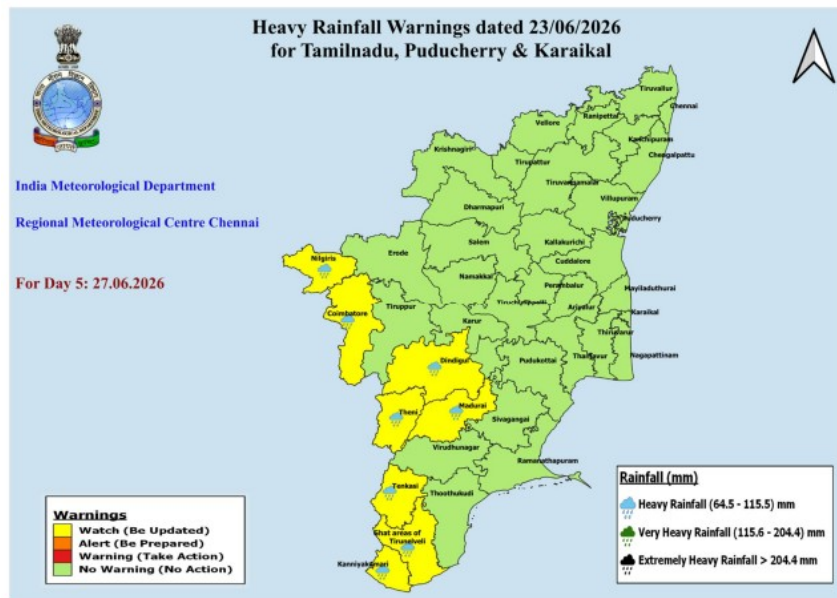 Heavy Rainfall Warnings dated 23/06/2026
for Tamilnadu, Puducherry & Karaikal
India Meteorological Department
Regional Meteorological Centre Chennai
For Day 5: 27.06.2026
Tiruvallur
Chennai
Ranipettai
Vellore
Kanchipuram
Chengalpattu
Krishnagiri
Tirupattur
Tiruvannamalai
Villupuram
Dharmapuri
Puducherry
Salem
Kallakurichi
Erode
Cuddalore
Nilgiris
Namakkal
Perambalur
Mayiladuthurai
Tiruchirappalli
Ariyalur
Karaikal
Coimbatore
Tiruppur
Karur
Thiruvarur
Thanjavur
Nagapattinam
Dindigul
Pudukottai
Theni
Madurai
Sivagangai
Virudhunagar
Ramanathapuram
Tenkasi
Thoothukudi
Ghat areas of
Tirunelveli
Kanniyakumari
Warnings
Watch (Be Updated)
Alert (Be Prepared)
Warning (Take Action)
No Warning (No Action)
Rainfall (mm)
Heavy Rainfall (64.5 - 115.5) mm
Very Heavy Rainfall (115.6 - 204.4) mm
Extremely Heavy Rainfall > 204.4 mm